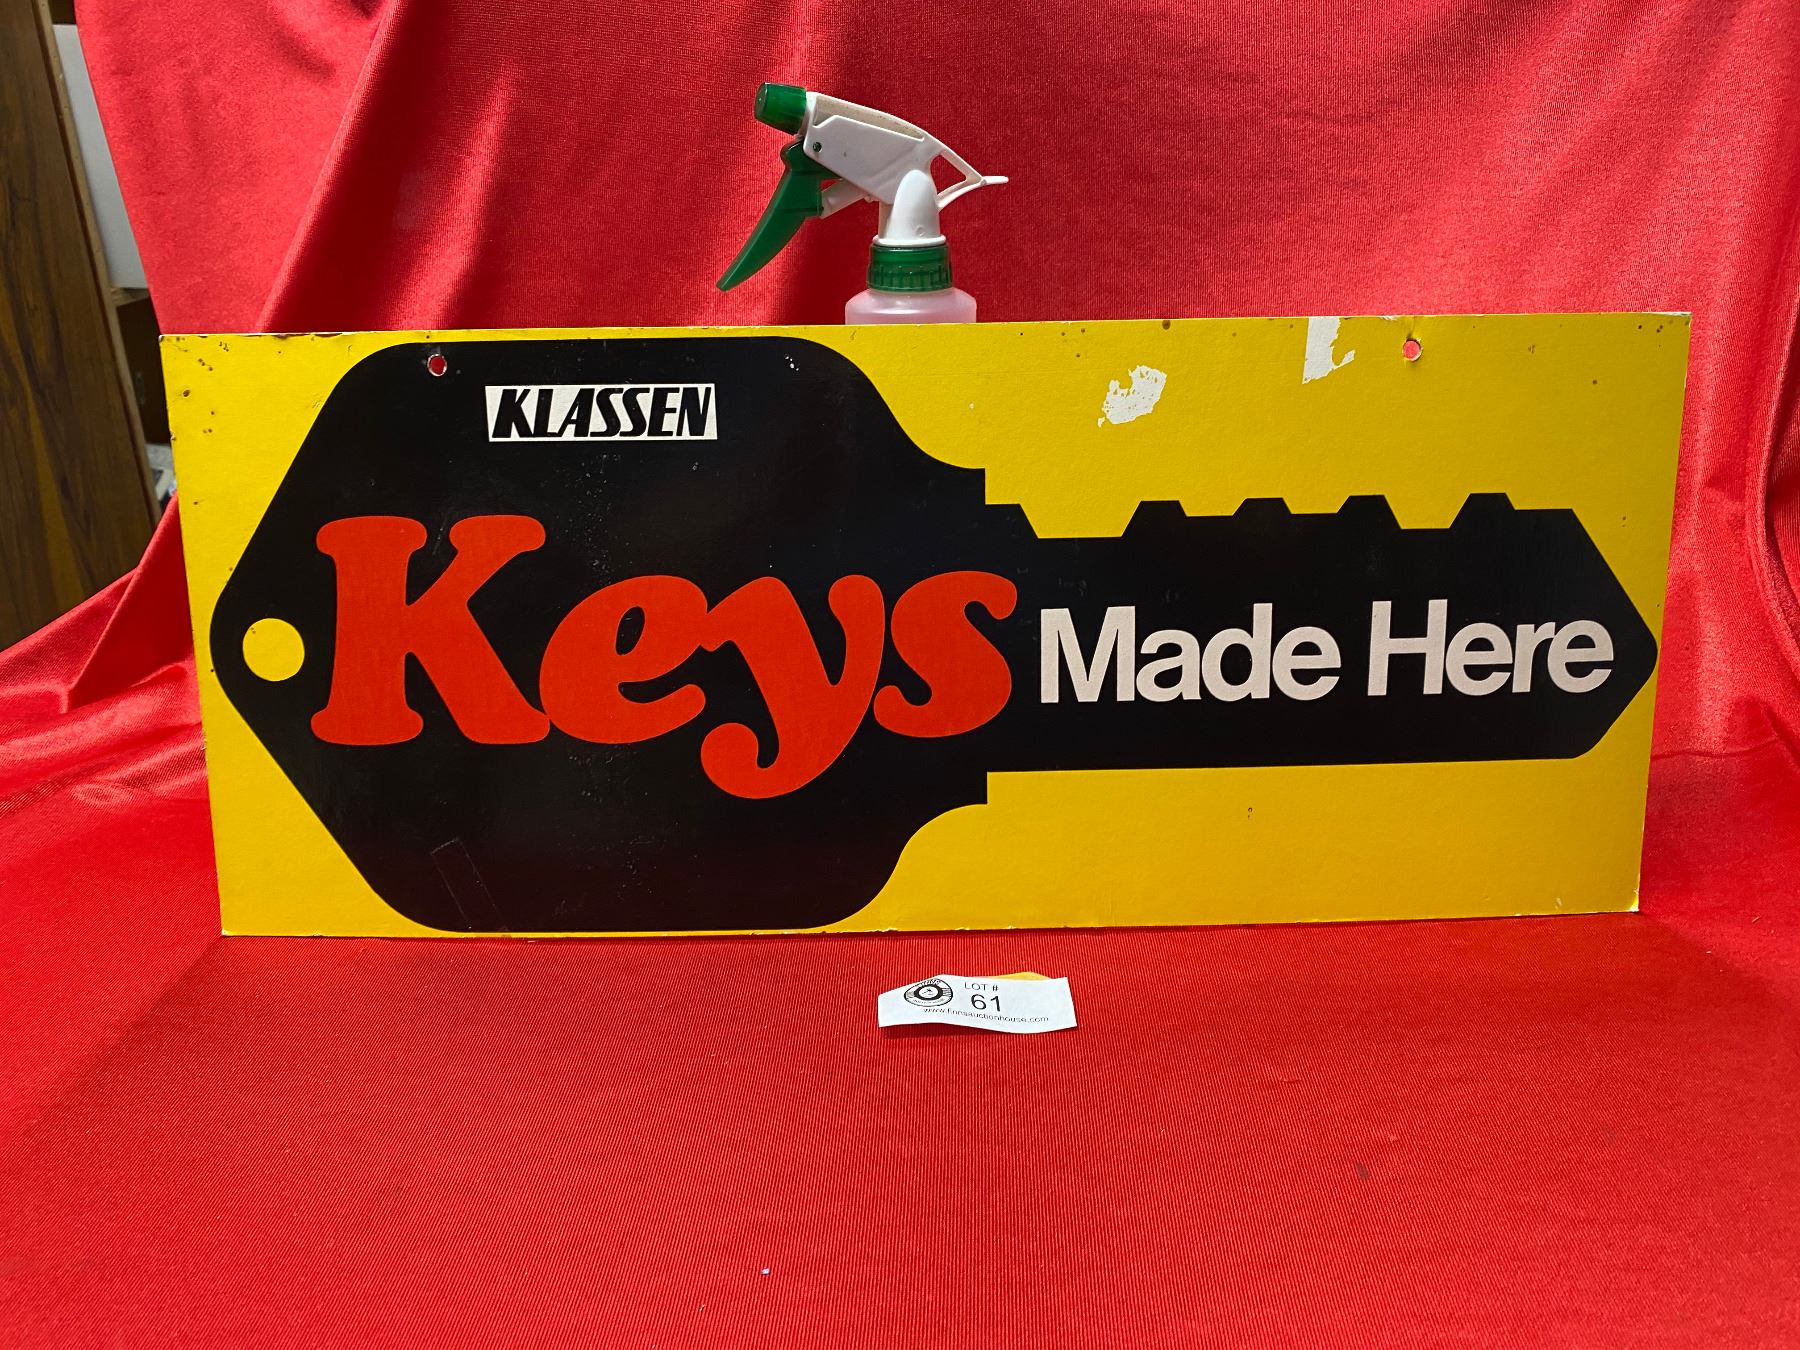 KLASSEN
Keys Made Here
LOT #
61
www.finnsauctionhouse.com